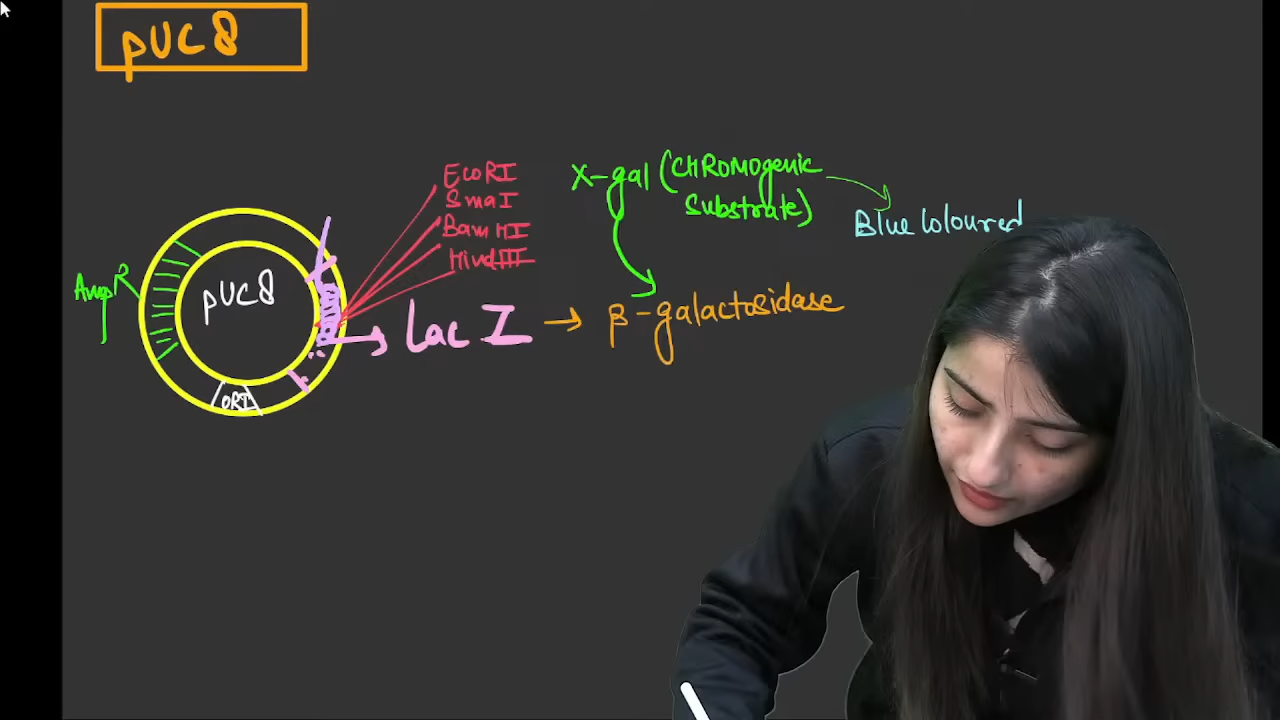 pUC8
EcoRI
SmaI
BamHI
HindIII
X-gal (CHROMOgenic
Substrate)
Blue Coloured
AmpR
pUC8
Lac Z
β-galactosidase
ORI